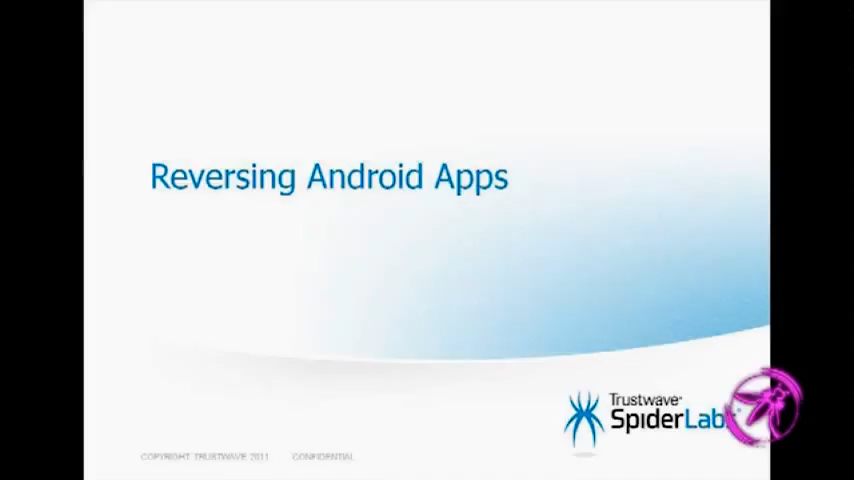 Reversing Android Apps
Trustwave®
SpiderLabs®
COPYRIGHT TRUSTWAVE 2011 CONFIDENTIAL